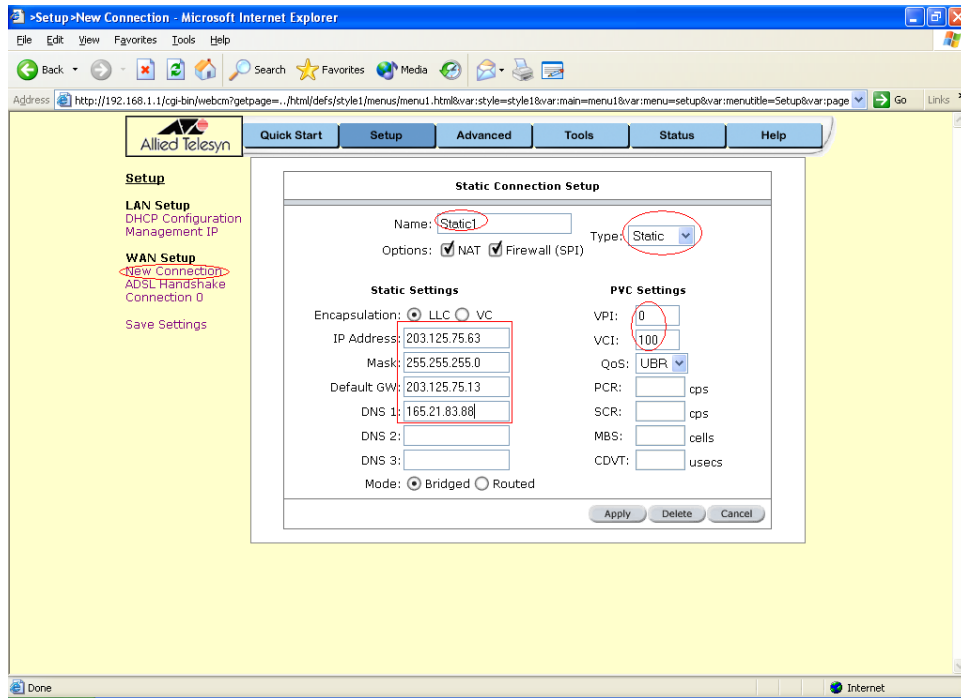 >Setup>New Connection - Microsoft Internet Explorer
File Edit View Favorites Tools Help
Back Search Favorites Media
Address http://192.168.1.1/cgi-bin/webcm?getpage=../html/defs/style1/menus/menu1.html&var:style=style1&var:main=menu1&var:menu=setup&var:menutitle=Setup&var:page Go Links
Allied Telesyn
Quick Start Setup Advanced Tools Status Help
Setup
LAN Setup
DHCP Configuration
Management IP
WAN Setup
New Connection
ADSL Handshake
Connection 0
Save Settings
Static Connection Setup
Name: Static1
Type: Static
Options: NAT Firewall (SPI)
Static Settings
Encapsulation: LLC VC
IP Address: 203.125.75.63
Mask: 255.255.255.0
Default GW: 203.125.75.13
DNS 1: 165.21.83.88
DNS 2:
DNS 3:
Mode: Bridged Routed
PVC Settings
VPI: 0
VCI: 100
QoS: UBR
PCR: cps
SCR: cps
MBS: cells
CDVT: usecs
Apply Delete Cancel
Done Internet